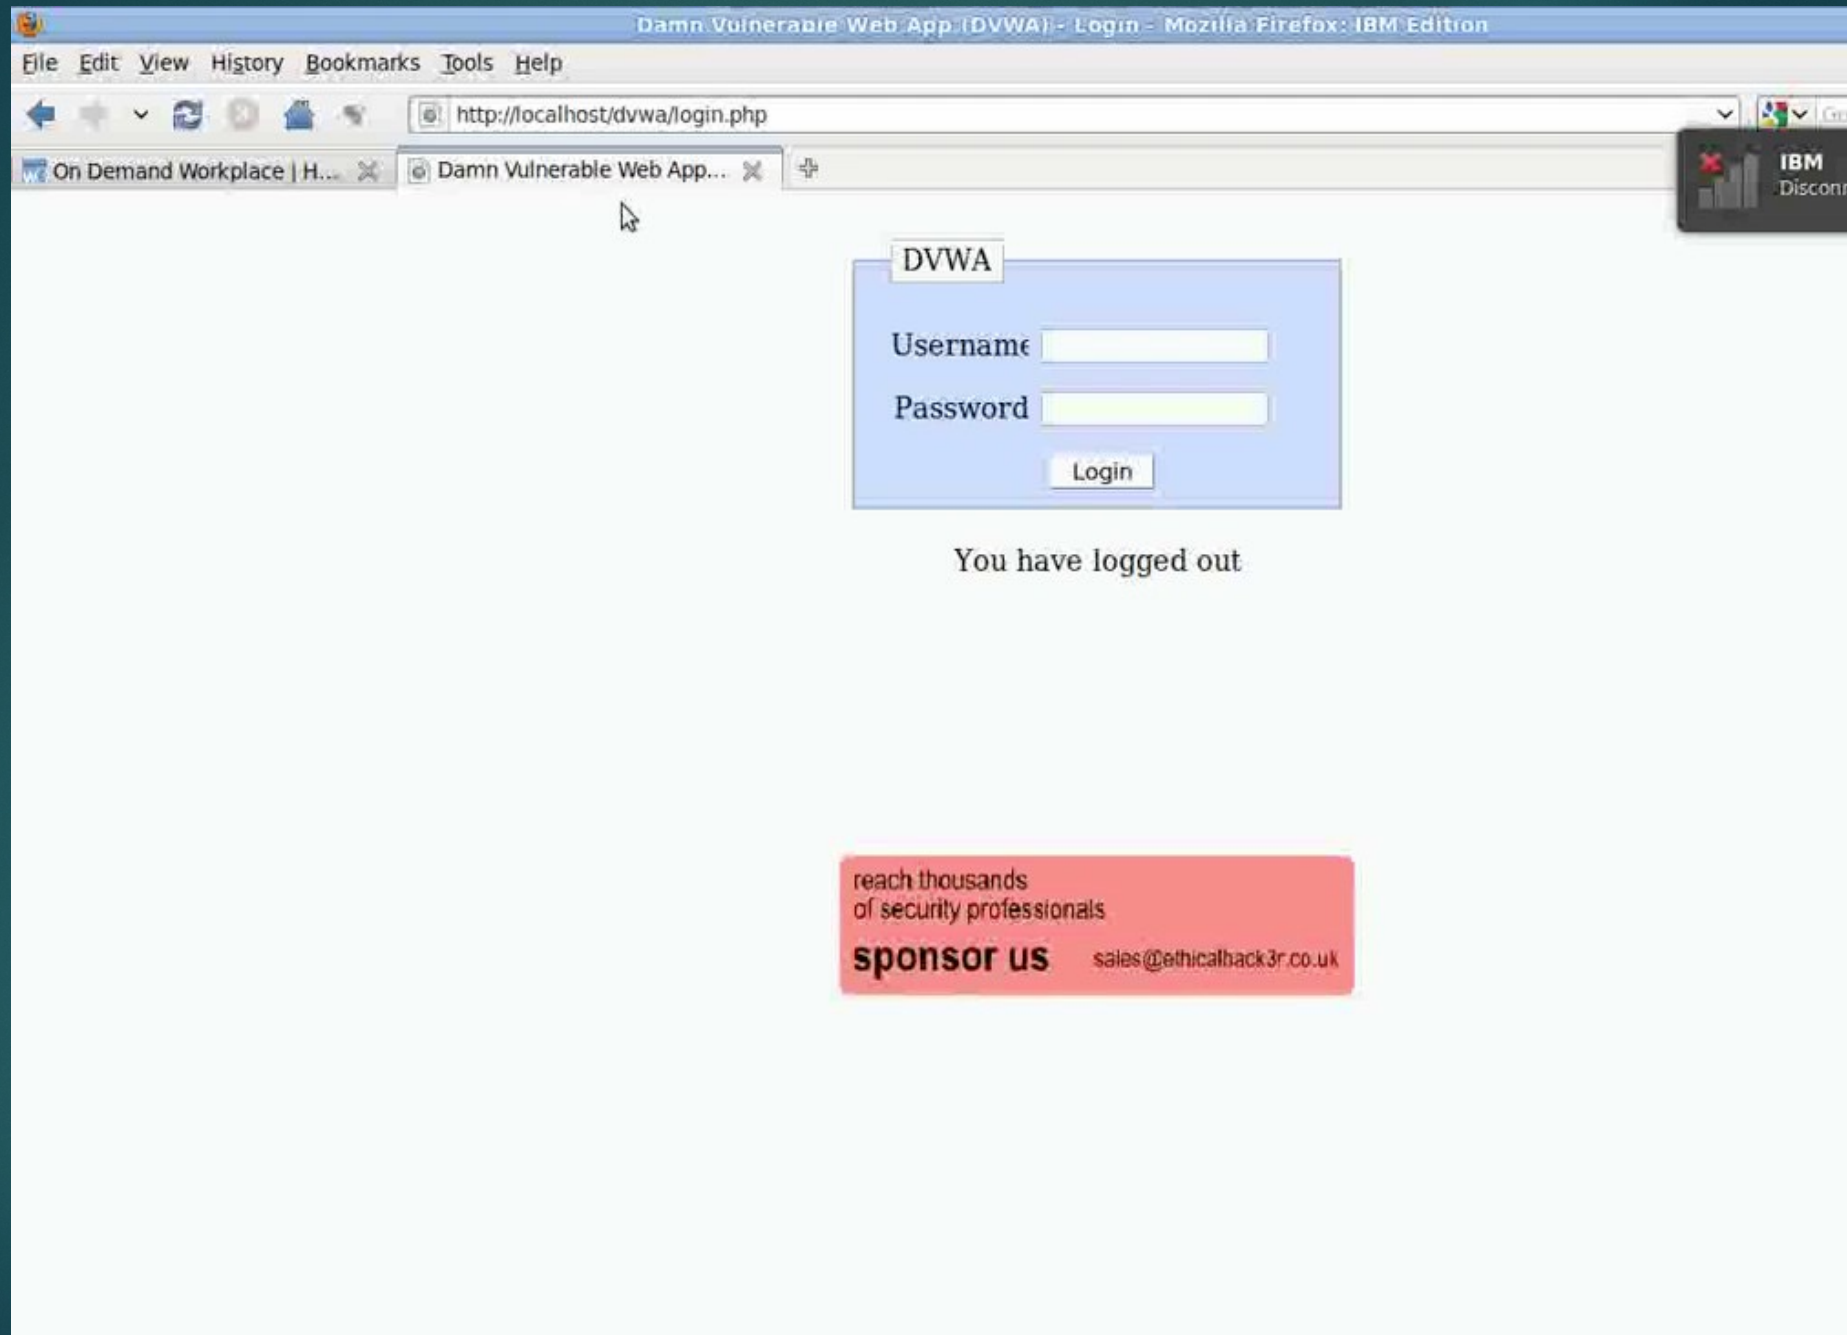 Damn Vulnerable Web App (DVWA) - Login - Mozilla Firefox: IBM Edition
File Edit View History Bookmarks Tools Help
http://localhost/dvwa/login.php
On Demand Workplace | H... Damn Vulnerable Web App...
IBM
DVWA
Username
Password
Login
You have logged out
reach thousands
of security professionals
sponsor us sales@ethicalhack3r.co.uk